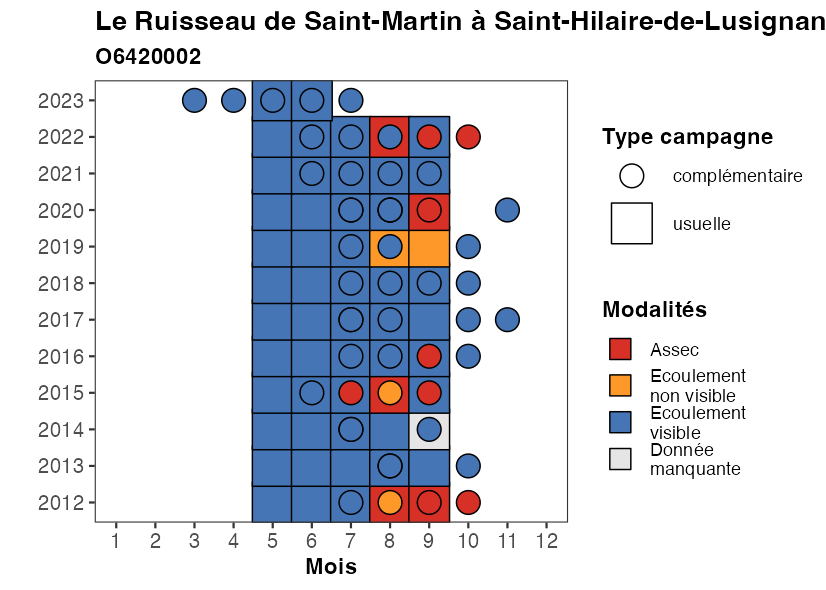 Le Ruisseau de Saint-Martin à Saint-Hilaire-de-Lusignan
O6420002
2023
2022
2021
2020
2019
2018
2017
2016
2015
2014
2013
2012
1 2 3 4 5 6 7 8 9 10 11 12
Mois
Type campagne
complémentaire
usuelle
Modalités
Assec
Ecoulement
non visible
Ecoulement
visible
Donnée
manquante